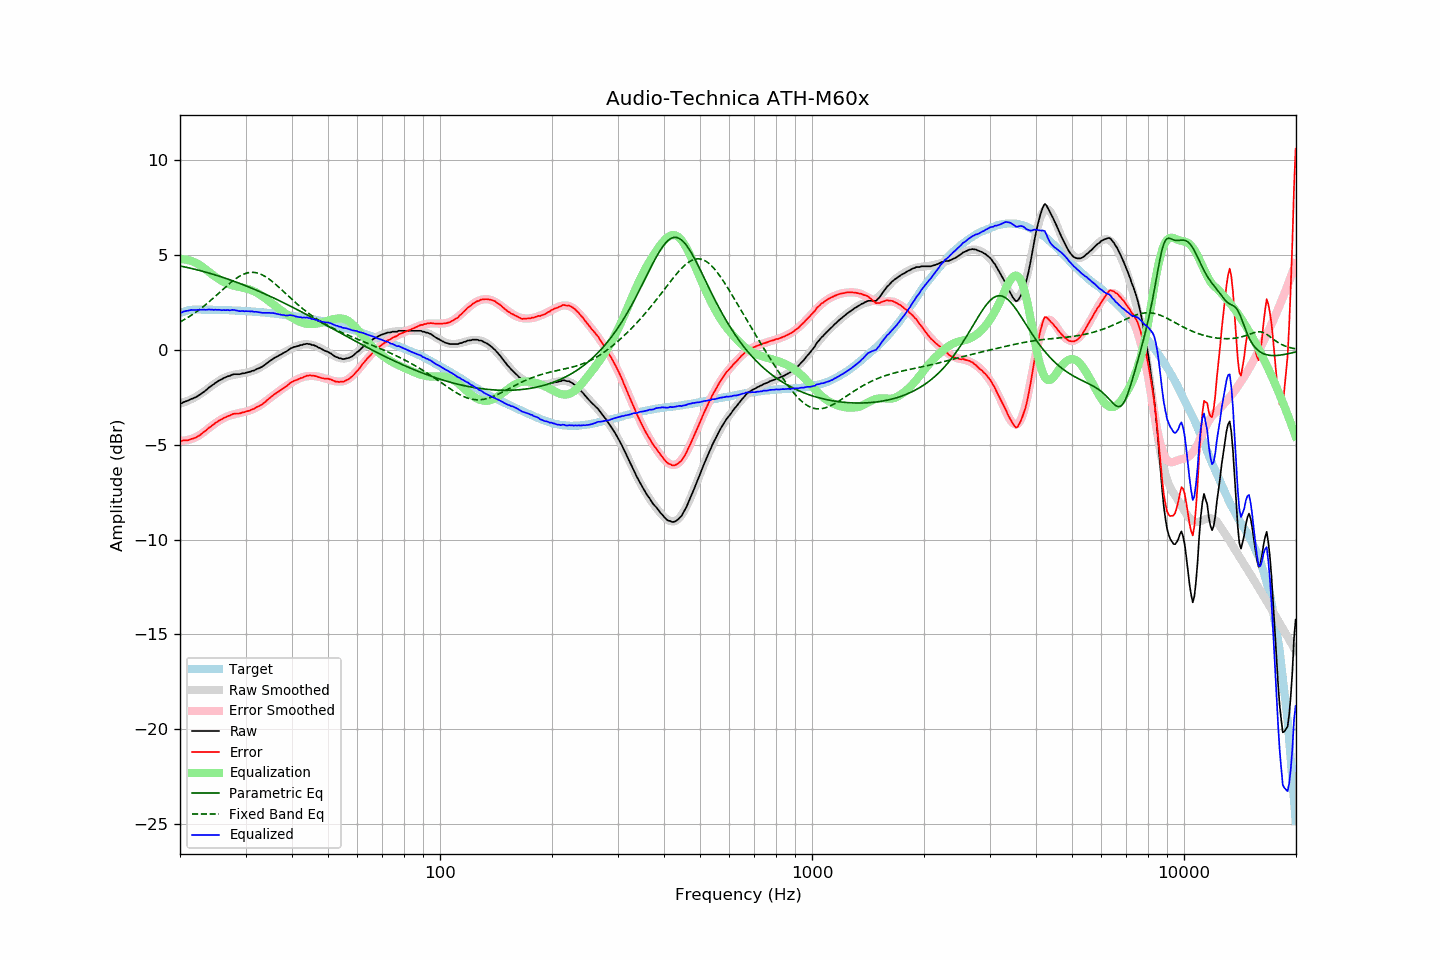 Audio-Technica ATH-M60x
10
5
0
−5
−10
−15
−20
−25
Amplitude (dBr)
Target
Raw Smoothed
Error Smoothed
Raw
Error
Equalization
Parametric Eq
Fixed Band Eq
Equalized
100 1000 10000
Frequency (Hz)